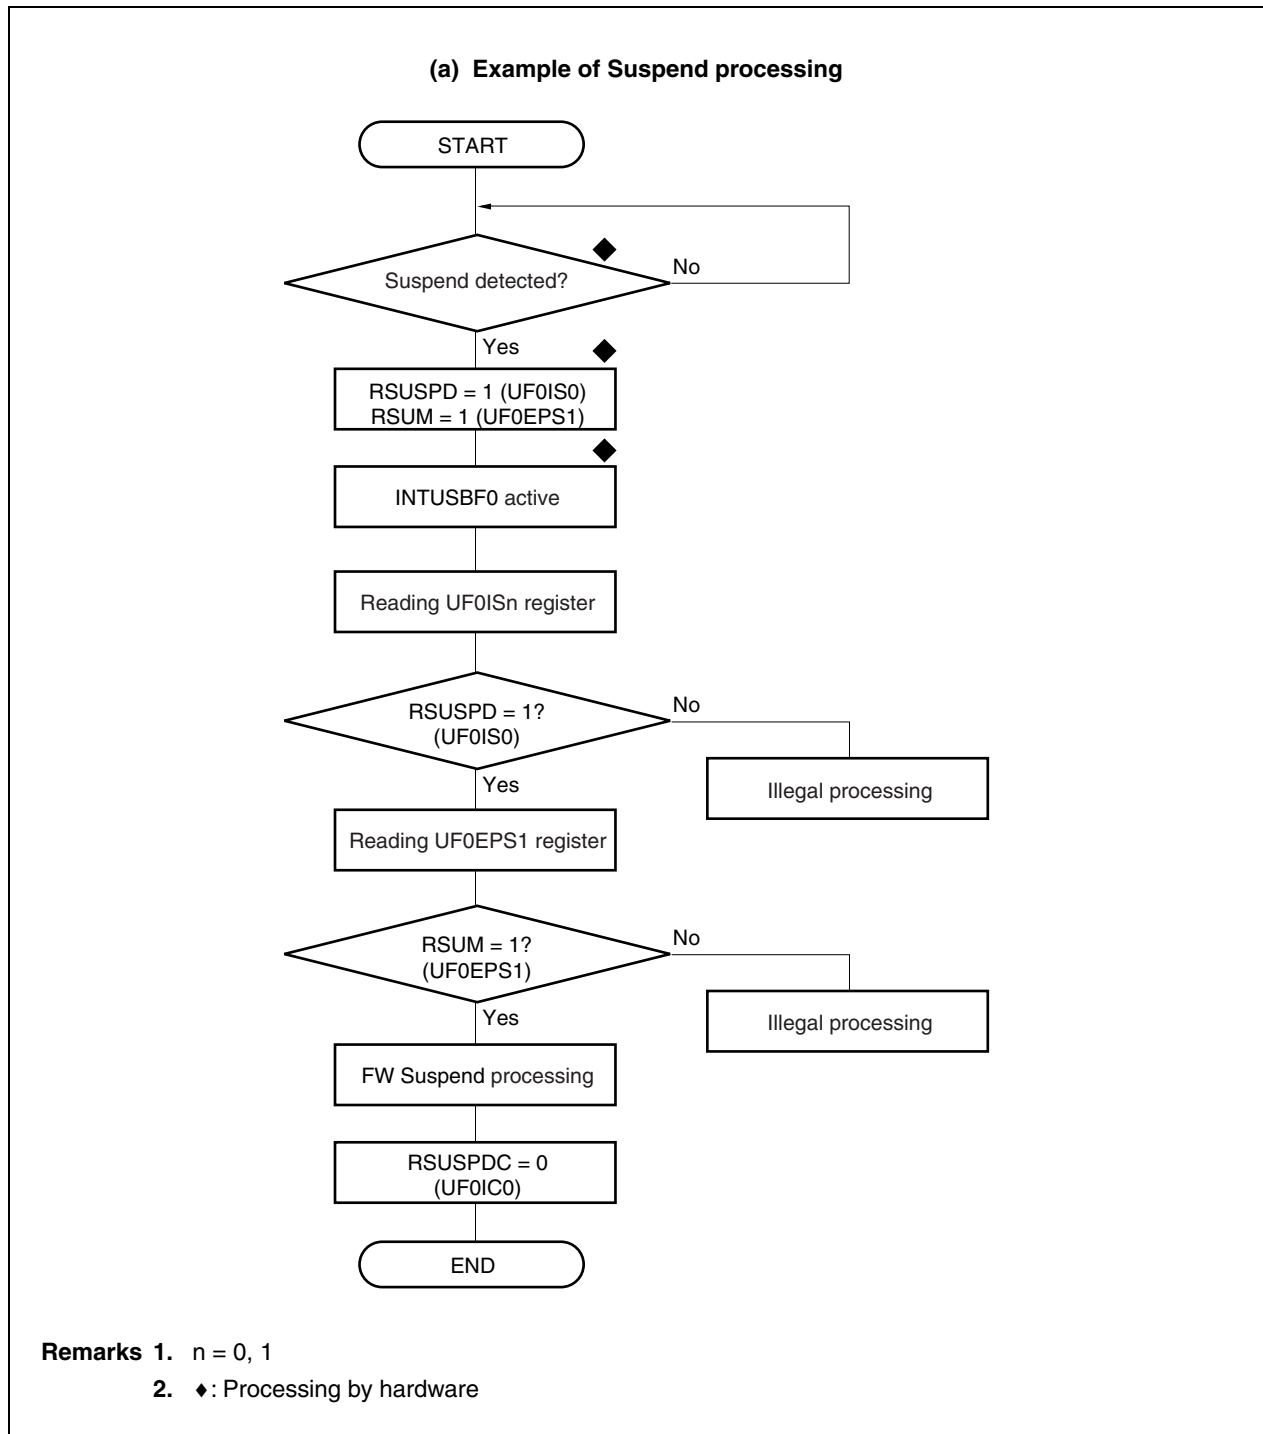 (a) Example of Suspend processing
START
Suspend detected?
No
Yes
RSUSPD = 1 (UF0IS0)
RSUM = 1 (UF0EPS1)
INTUSBF0 active
Reading UF0ISn register
RSUSPD = 1?
(UF0IS0)
No
Yes
Illegal processing
Reading UF0EPS1 register
RSUM = 1?
(UF0EPS1)
No
Yes
Illegal processing
FW Suspend processing
RSUSPDC = 0
(UF0IC0)
END
Remarks 1. n = 0, 1
2. ♦: Processing by hardware